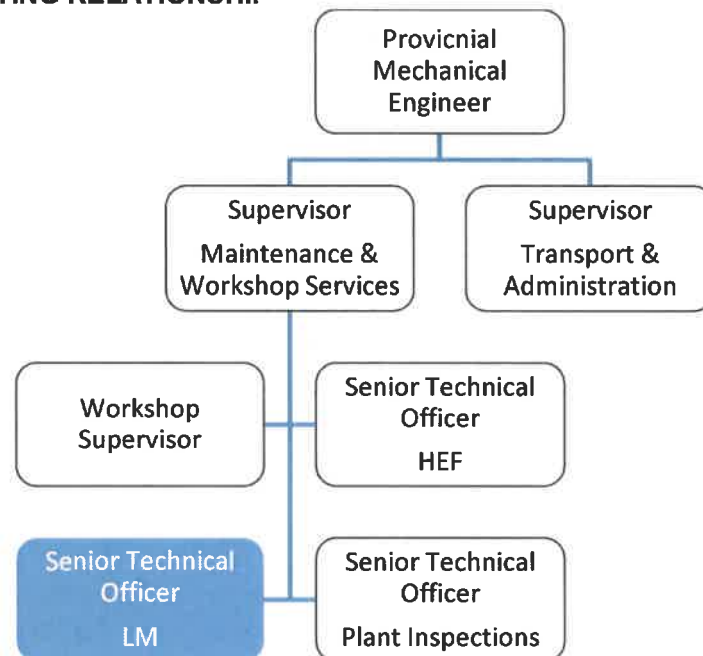 Provicnial
Mechanical
Engineer
Supervisor
Maintenance &
Workshop Services
Supervisor
Transport &
Administration
Workshop
Supervisor
Senior Technical
Officer
HEF
Senior Technical
Officer
LM
Senior Technical
Officer
Plant Inspections